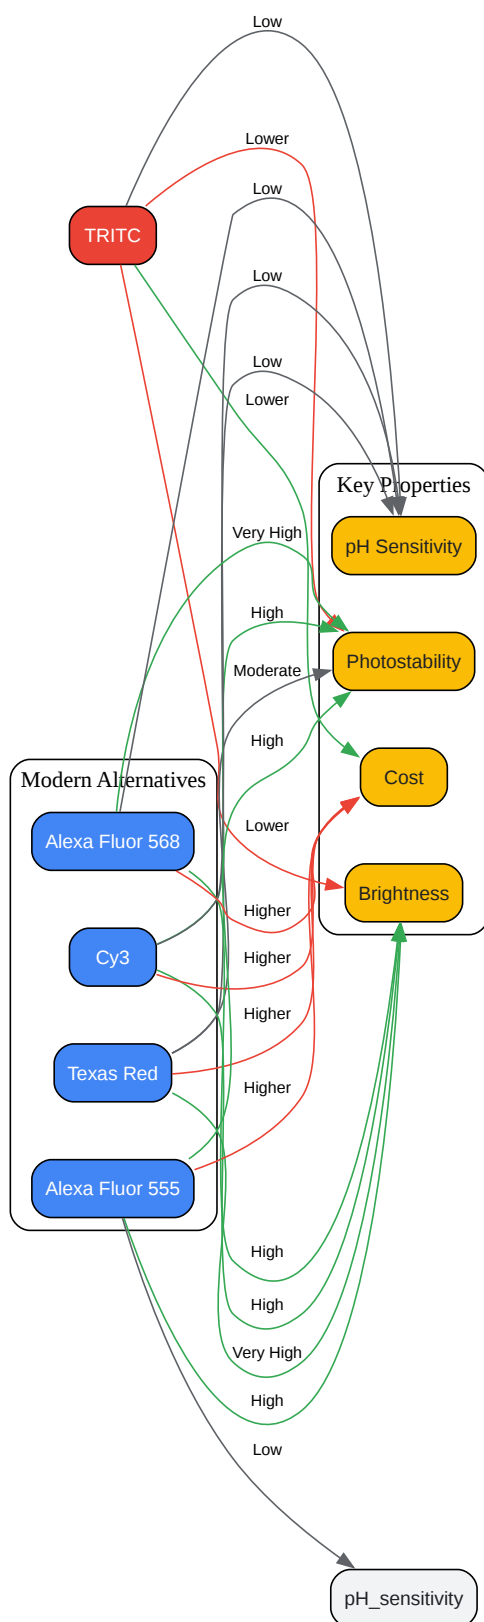 Low
Lower
TRITC
Low
Low
Low
Lower
Key Properties
Very High
pH Sensitivity
High
Photostability
Moderate
High
Modern Alternatives
Cost
Lower
Alexa Fluor 568
Brightness
Higher
Cy3
Higher
Higher
Texas Red
Higher
Alexa Fluor 555
High
High
Very High
High
Low
pH_sensitivity